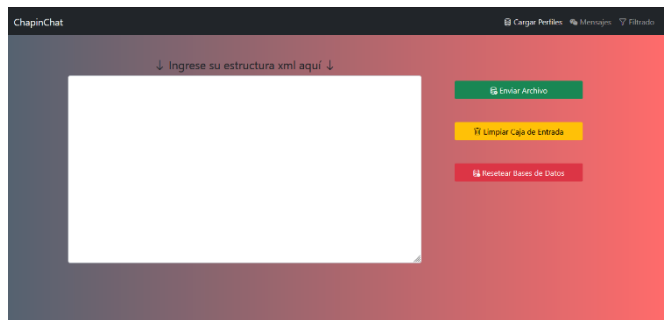 ChapinChat
Cargar Perfiles Mensajes Filtrado
↓ Ingrese su estructura xml aquí ↓
Enviar Archivo
Limpiar Caja de Entrada
Resetear Bases de Datos